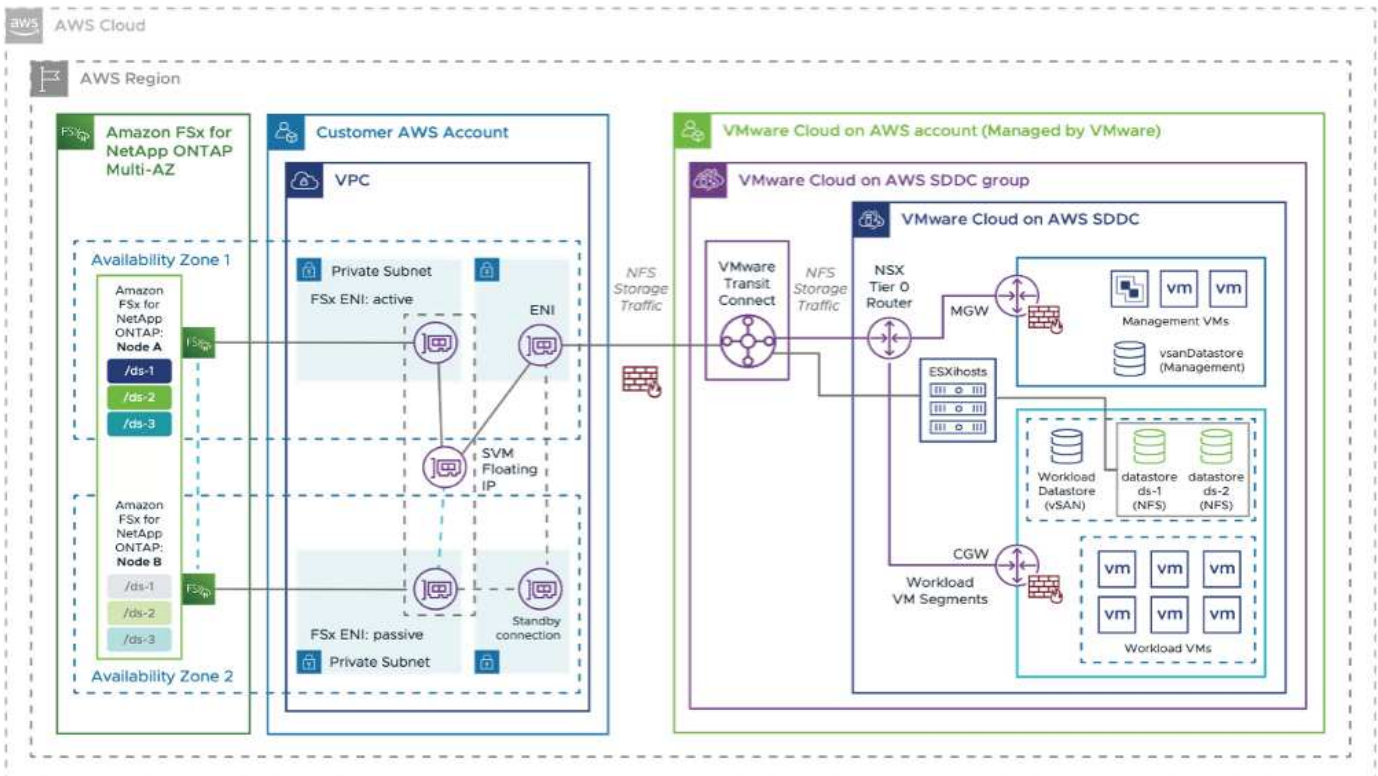 aws
AWS Cloud
AWS Region
FSx
Amazon FSx for
NetApp ONTAP
Multi-AZ
Customer AWS Account
VPC
Availability Zone 1
Amazon
FSx for
NetApp
ONTAP:
Node A
/ds-1
/ds-2
/ds-3
FSx
Private Subnet
FSx ENI: active
ENI
SVM
Floating
IP
Amazon
FSx for
NetApp
ONTAP:
Node B
/ds-1
/ds-2
/ds-3
FSx
FSx ENI: passive
Private Subnet
Standby
connection
Availability Zone 2
NFS
Storage
Traffic
VMware Cloud on AWS account (Managed by VMware)
VMware Cloud on AWS SDDC group
VMware Cloud on AWS SDDC
VMware
Transit
Connect
NFS
Storage
Traffic
NSX
Tier 0
Router
MGW
vm
vm
Management VMs
vsanDatastore
(Management)
ESXihosts
Workload
Datastore
(vSAN)
datastore
ds-1
(NFS)
datastore
ds-2
(NFS)
CGW
Workload
VM Segments
vm
vm
vm
vm
vm
vm
Workload VMs